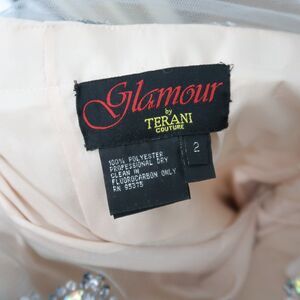 Glamour
by
TERANI
COUTURE
100% POLYESTER
PROFESSIONAL DRY
CLEAN IN
FLUOROCARBON ONLY
RN 95375
2